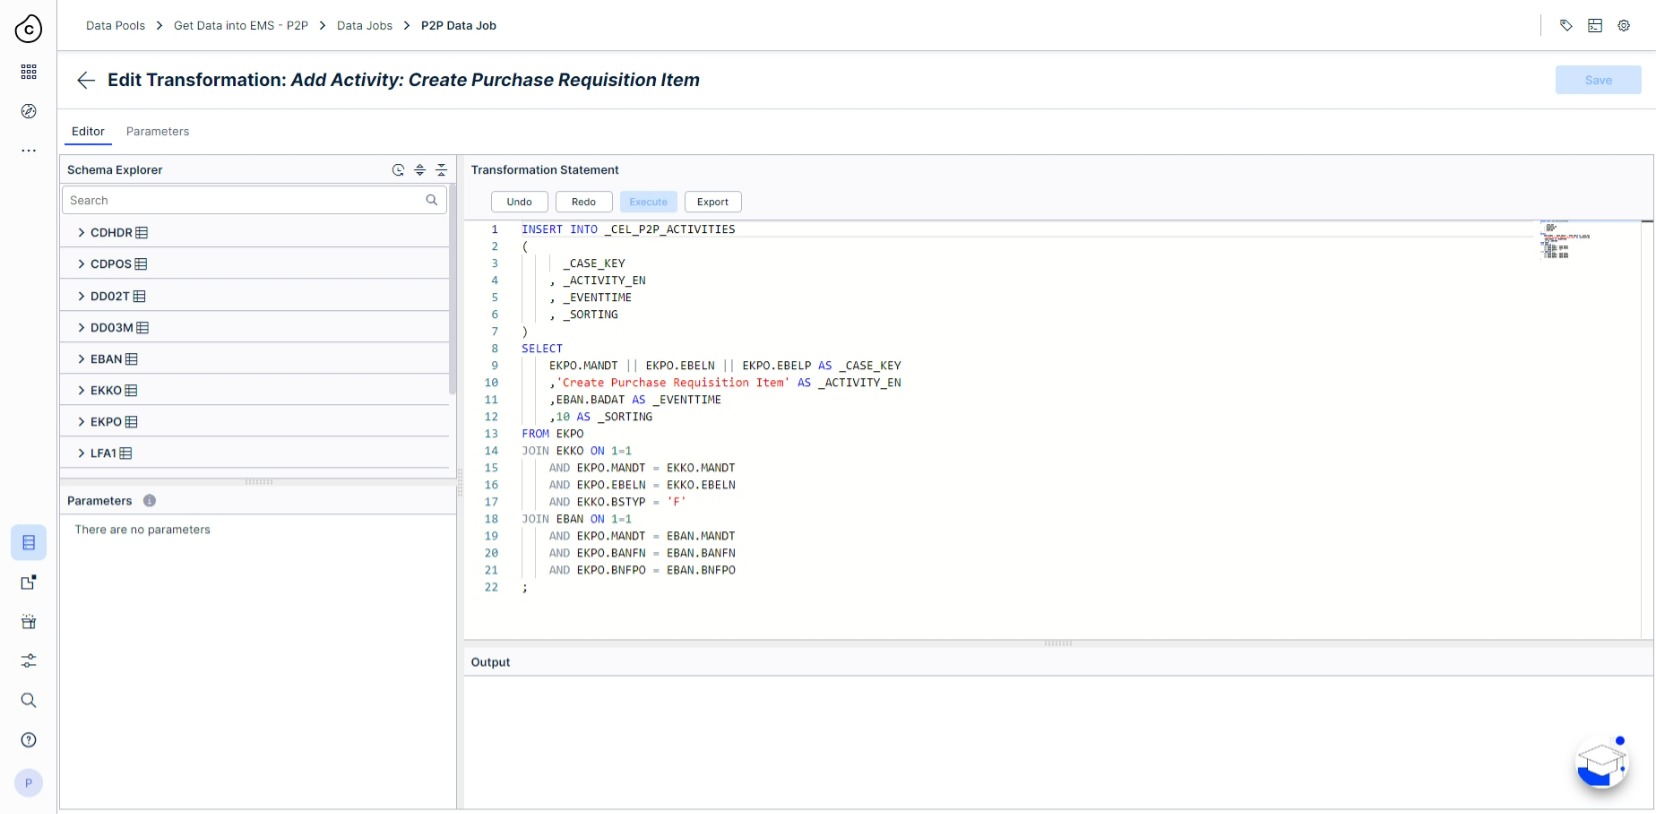 Data Pools > Get Data into EMS - P2P > Data Jobs > P2P Data Job
Edit Transformation: Add Activity: Create Purchase Requisition Item
Save
Editor Parameters
Schema Explorer
Search
CDHDR
CDPOS
DD02T
DD03M
EBAN
EKKO
EKPO
LFA1
Parameters
There are no parameters
Transformation Statement
Undo Redo Execute Export
1 INSERT INTO _CEL_P2P_ACTIVITIES
2 (
3 _CASE_KEY
4 , _ACTIVITY_EN
5 , _EVENTTIME
6 , _SORTING
7 )
8 SELECT
9 EKPO.MANDT || EKPO.EBELN || EKPO.EBELP AS _CASE_KEY
10 ,'Create Purchase Requisition Item' AS _ACTIVITY_EN
11 ,EBAN.BADAT AS _EVENTTIME
12 ,10 AS _SORTING
13 FROM EKPO
14 JOIN EKKO ON 1=1
15 AND EKPO.MANDT = EKKO.MANDT
16 AND EKPO.EBELN = EKKO.EBELN
17 AND EKKO.BSTYP = 'F'
18 JOIN EBAN ON 1=1
19 AND EKPO.MANDT = EBAN.MANDT
20 AND EKPO.BANFN = EBAN.BANFN
21 AND EKPO.BNFPO = EBAN.BNFPO
22 ;
Output
P